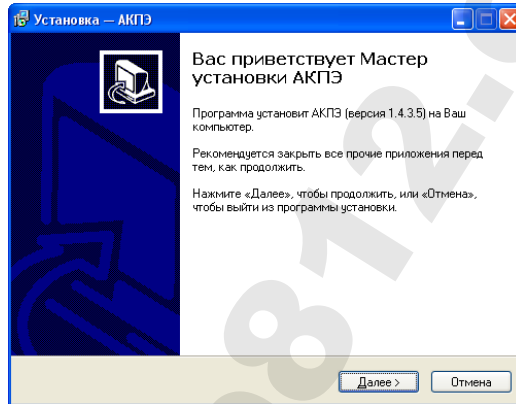 Установка — АКПЭ
Вас приветствует Мастер
установки АКПЭ
Программа установит АКПЭ (версия 1.4.3.5) на Ваш
компьютер.
Рекомендуется закрыть все прочие приложения перед
тем, как продолжить.
Нажмите «Далее», чтобы продолжить, или «Отмена»,
чтобы выйти из программы установки.
Далее >
Отмена